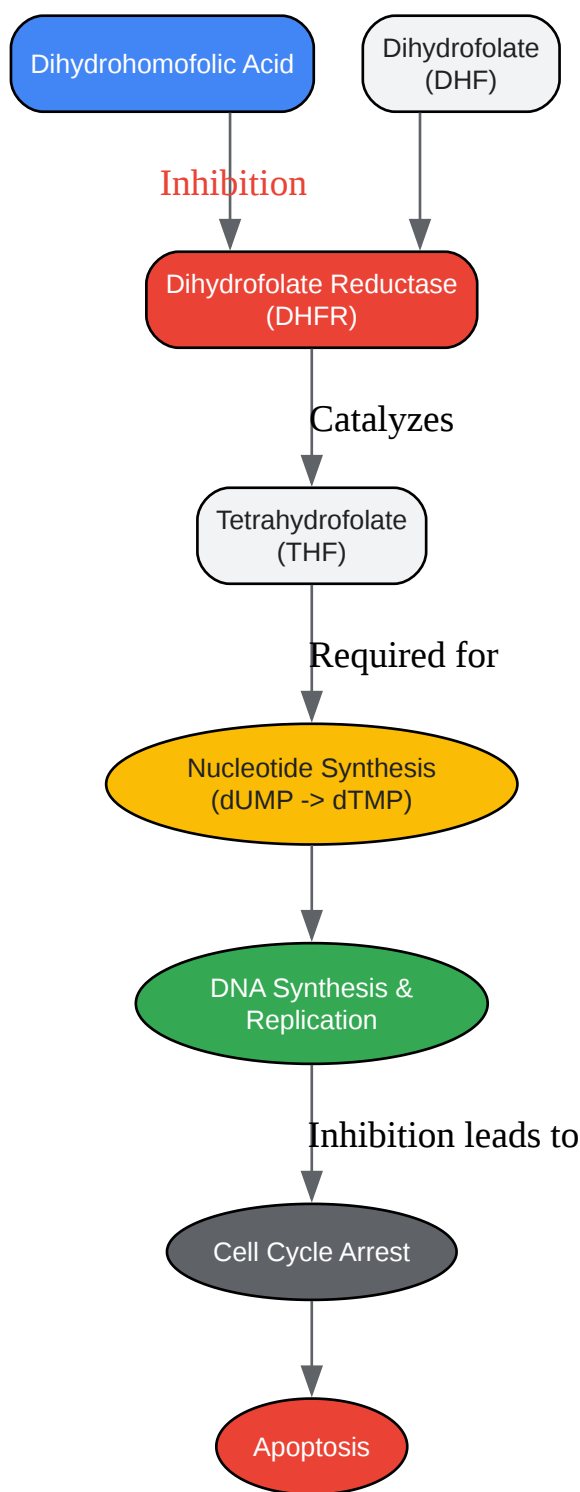 Dihydrohomofolic Acid
Dihydrofolate
(DHF)
Inhibition
Dihydrofolate Reductase
(DHFR)
Catalyzes
Tetrahydrofolate
(THF)
Required for
Nucleotide Synthesis
(dUMP -> dTMP)
DNA Synthesis &
Replication
Inhibition leads to
Cell Cycle Arrest
Apoptosis